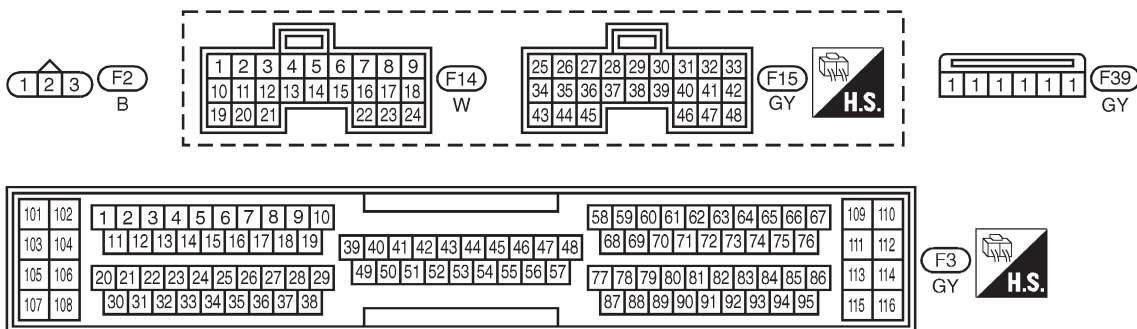 1 2 3 F2
B
1 2 3 4 5 6 7 8 9
10 11 12 13 14 15 16 17 18
19 20 21 22 23 24
F14
W
25 26 27 28 29 30 31 32 33
34 35 36 37 38 39 40 41 42
43 44 45 46 47 48
F15
GY
H.S.
1 1 1 1 1 1 F39
GY
101 102
103 104
105 106
107 108
1 2 3 4 5 6 7 8 9 10
11 12 13 14 15 16 17 18 19
20 21 22 23 24 25 26 27 28 29
30 31 32 33 34 35 36 37 38
39 40 41 42 43 44 45 46 47 48
49 50 51 52 53 54 55 56 57
58 59 60 61 62 63 64 65 66 67
68 69 70 71 72 73 74 75 76
77 78 79 80 81 82 83 84 85 86
87 88 89 90 91 92 93 94 95
109 110
111 112
113 114
115 116
F3
GY
H.S.